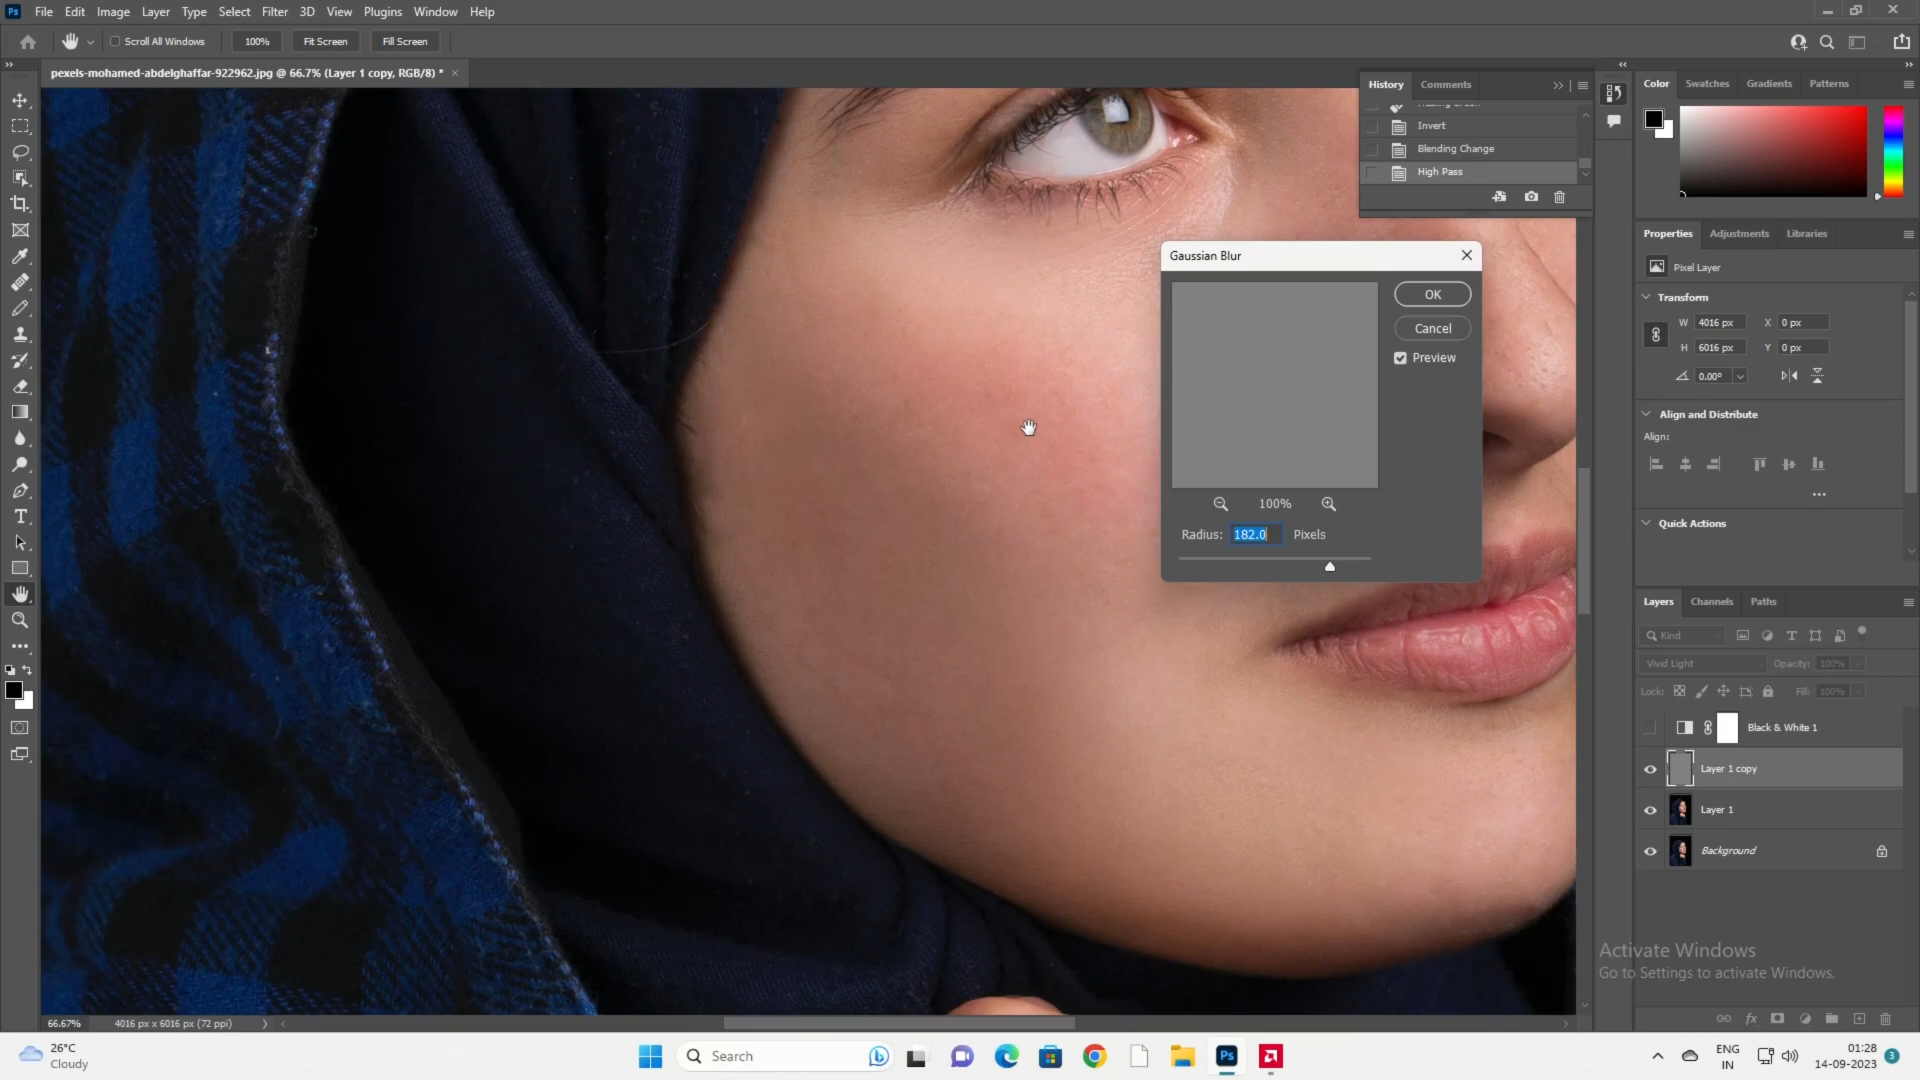 Ps File Edit Image Layer Type Select Filter 3D View Plugins Window Help
Scroll All Windows 100% Fit Screen Fill Screen
pexels-mohamed-abdelghaffar-922962.jpg @ 66.7% (Layer 1 copy, RGB/8) *
History Comments
Invert
Blending Change
High Pass
Gaussian Blur
OK
Cancel
Preview
100%
Radius: 182.0 Pixels
Color Swatches Gradients Patterns
Properties Adjustments Libraries
Pixel Layer
Transform
W 4016 px X 0 px
H 6016 px Y 0 px
0.00°
Align and Distribute
Align:
Quick Actions
Layers Channels Paths
Kind
Vivid Light Opacity: 100%
Lock: Fill: 100%
Black & White 1
Layer 1 copy
Layer 1
Background
Activate Windows
Go to Settings to activate Windows.
66.67% 4016 px x 6016 px (72 ppi)
26°C
Cloudy
Search
Ps
ENG
IN
01:28
14-09-2023
3